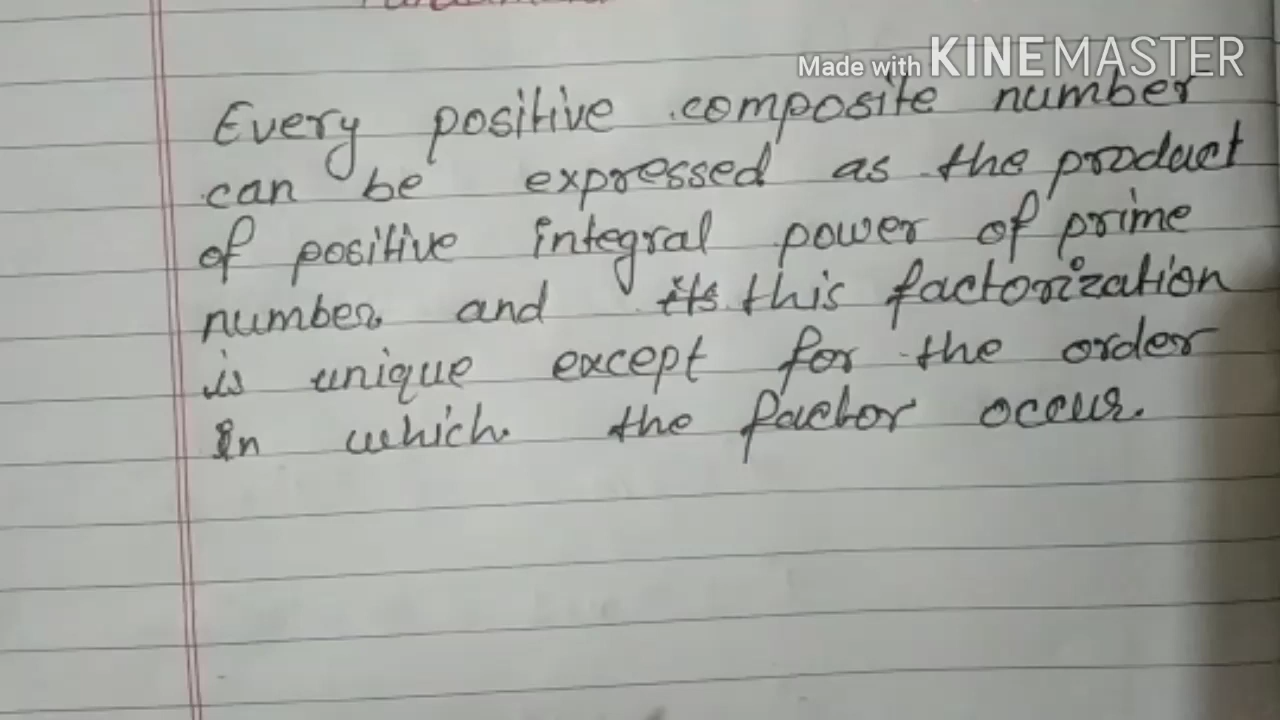 Made with KINEMASTER
Every positive composite number
can be expressed as the product
of positive integral power of prime
number and its this factorization
is unique except for the order
in which the factor occur.